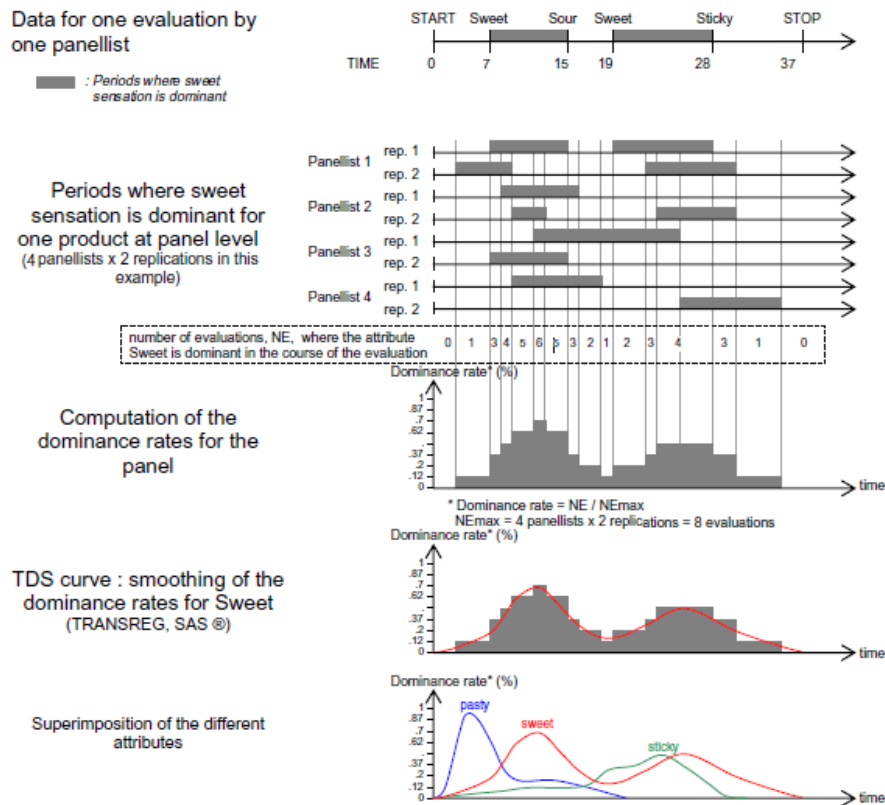 Data for one evaluation by
one panellist
START Sweet Sour Sweet Sticky STOP
TIME 0 7 15 19 28 37
: Periods where sweet
sensation is dominant
Periods where sweet
sensation is dominant for
one product at panel level
(4 panellists x 2 replications in this
example)
Panellist 1
rep. 1
rep. 2
Panellist 2
rep. 1
rep. 2
Panellist 3
rep. 1
rep. 2
Panellist 4
rep. 1
rep. 2
number of evaluations, NE, where the attribute
Sweet is dominant in the course of the evaluation
0 1 3 4 5 6 5 3 2 1 2 3 4 3 1 0
Computation of the
dominance rates for the
panel
Dominance rate* (%)
1
.87
.7
.62
.
.37
.2
.12
0
time
* Dominance rate = NE / NEmax
NEmax = 4 panellists x 2 replications = 8 evaluations
TDS curve : smoothing of the
dominance rates for Sweet
(TRANSREG, SAS ®)
Dominance rate* (%)
1
.87
.7
.62
.
.37
.2
.12
0
time
Superimposition of the different
attributes
Dominance rate* (%)
1
.87
.7
.62
.
.37
.2
.12
0
pasty
sweet
sticky
time